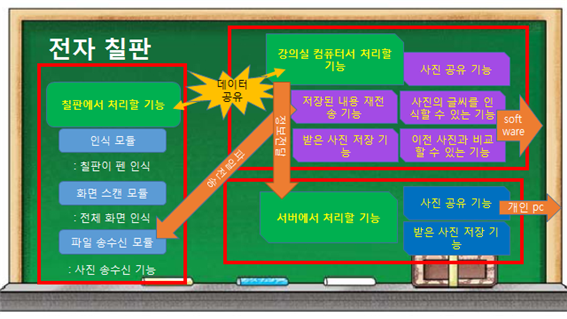 전자 칠판
칠판에서 처리할 기능
인식 모듈
: 칠판이 펜 인식
화면 스캔 모듈
: 전체 화면 인식
파일 송수신 모듈
: 사진 송수신 기능
데이터
공유
강의실 컴퓨터서 처리할
기능
사진 공유 기능
저장된 내용 재전
송 기능
사진의 글씨를 인
식할 수 있는 기능
받은 사진 저장 기
능
이전 사진과 비교
할 수 있는 기능
soft
ware
정보전달
서버에서 처리할 기능
사진 공유 기능
받은 사진 저장 기
능
개인 pc